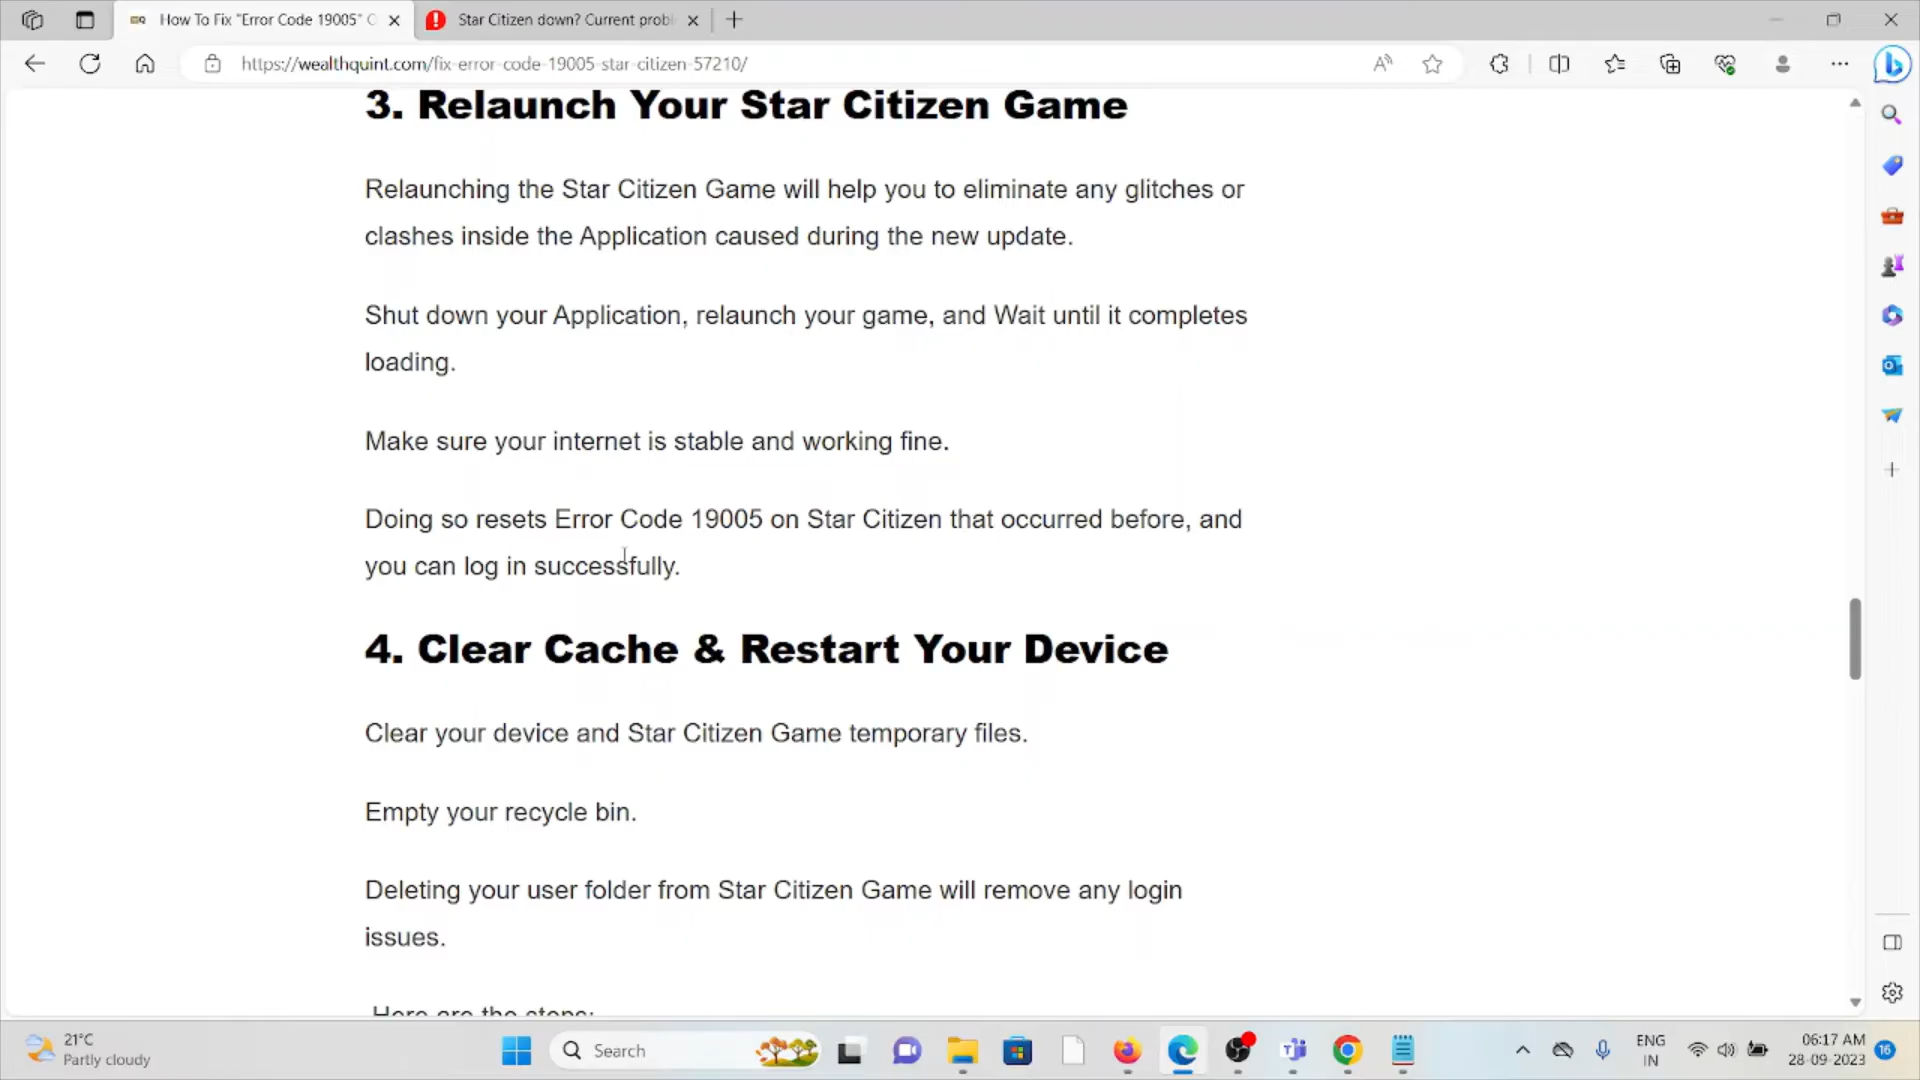 How To Fix "Error Code 19005" C
Star Citizen down? Current probl
https://wealthquint.com/fix-error-code-19005-star-citizen-57210/
3. Relaunch Your Star Citizen Game
Relaunching the Star Citizen Game will help you to eliminate any glitches or
clashes inside the Application caused during the new update.
Shut down your Application, relaunch your game, and Wait until it completes
loading.
Make sure your internet is stable and working fine.
Doing so resets Error Code 19005 on Star Citizen that occurred before, and
you can log in successfully.
4. Clear Cache & Restart Your Device
Clear your device and Star Citizen Game temporary files.
Empty your recycle bin.
Deleting your user folder from Star Citizen Game will remove any login
issues.
Here are the steps:
21°C
Partly cloudy
Search
ENG
IN
06:17 AM
28-09-2023
16